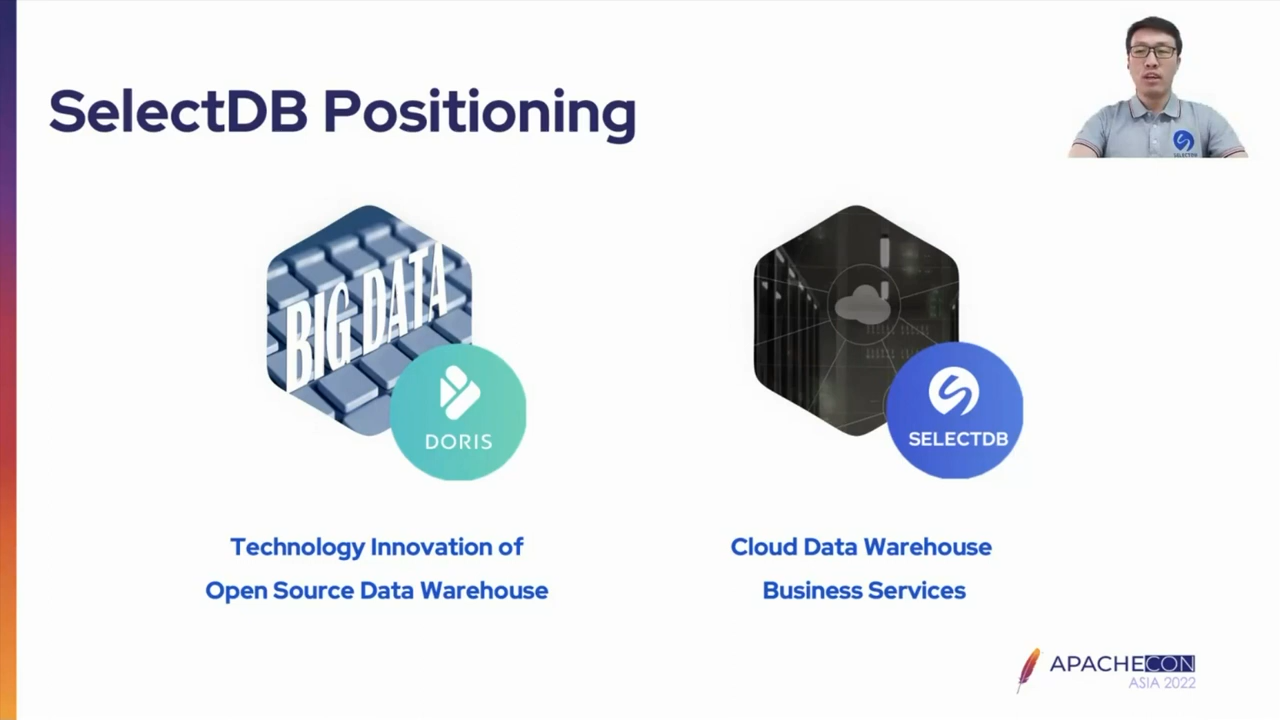 SelectDB Positioning
BIG DATA
DORIS
SELECTDB
SELECTDB
Technology Innovation of
Open Source Data Warehouse
Cloud Data Warehouse
Business Services
APACHECON
ASIA 2022